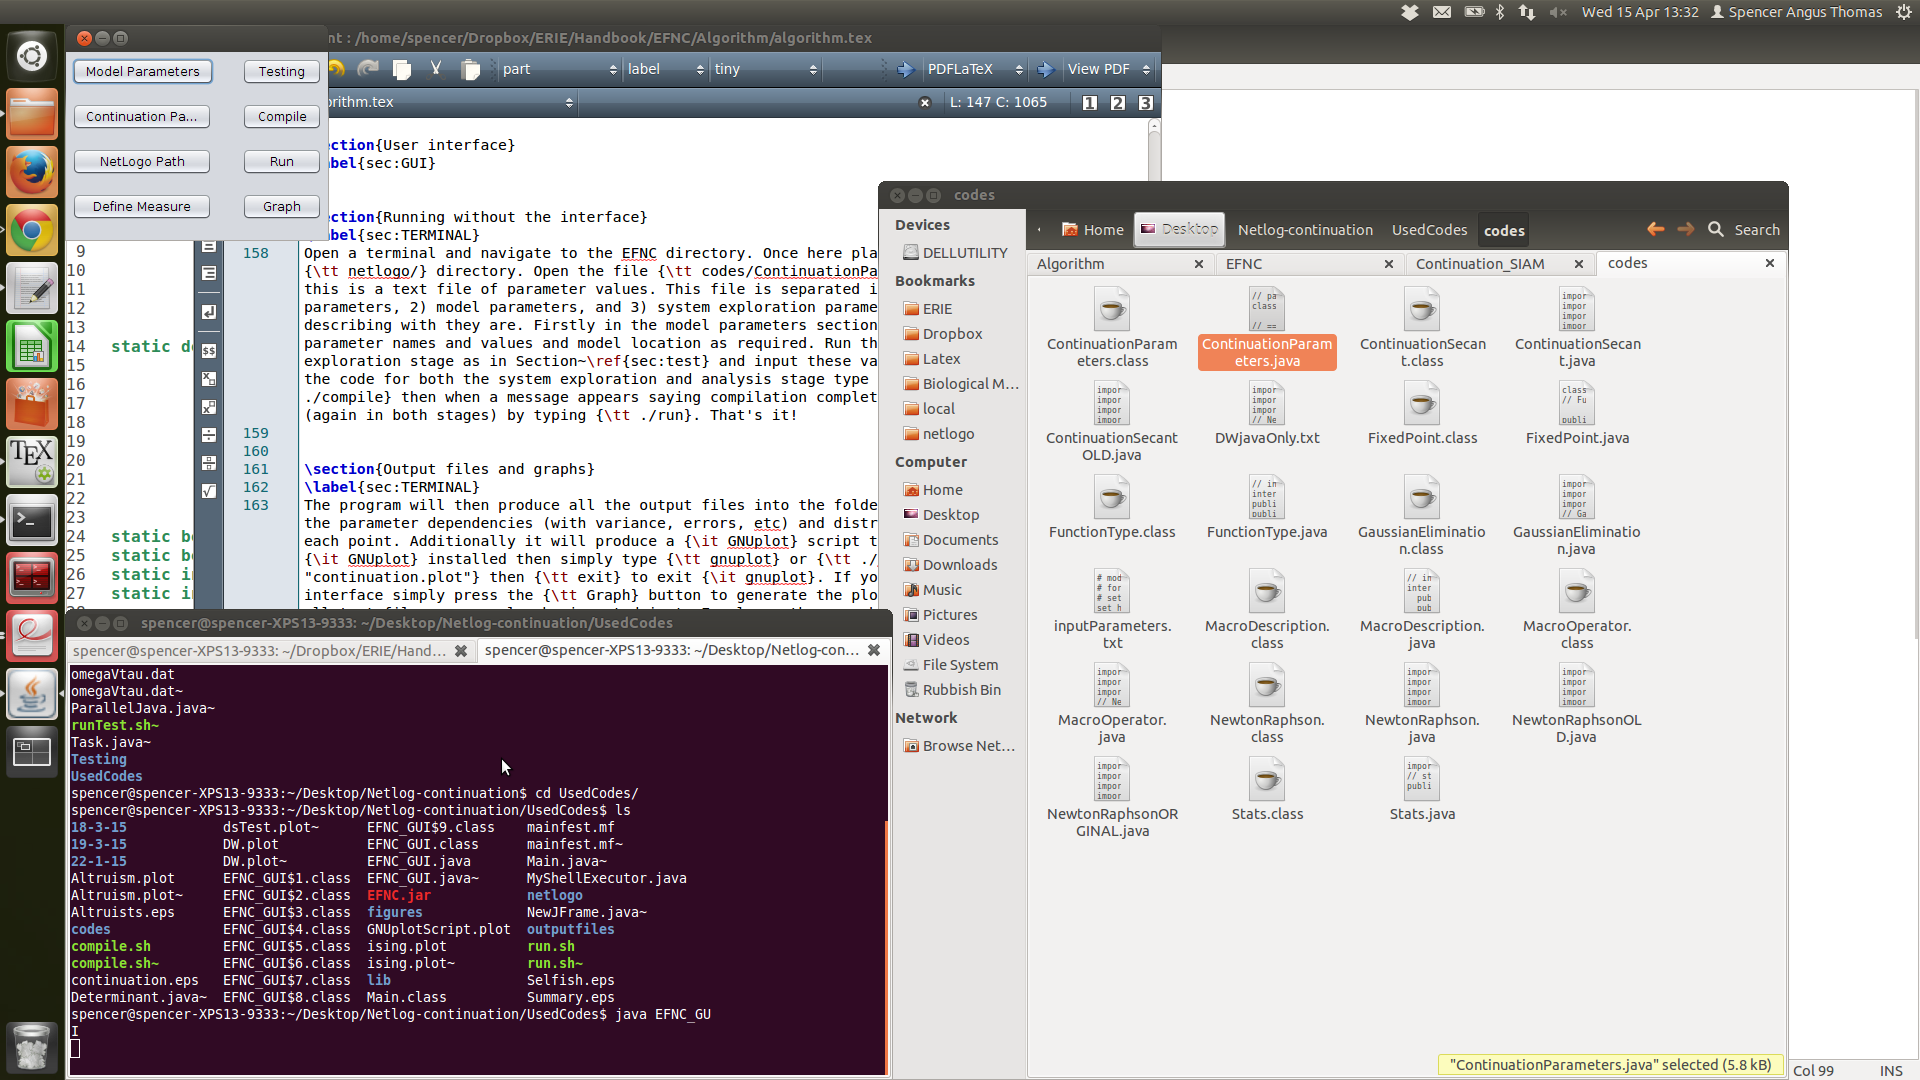 Wed 15 Apr 13:32 Spencer Angus Thomas
nt : /home/spencer/Dropbox/ERIE/Handbook/EFNC/Algorithm/algorithm.tex
Model Parameters
Testing
Continuation Pa...
Compile
NetLogo Path
Run
Define Measure
Graph
part label tiny PDFLaTeX View PDF
rithm.tex L: 147 C: 1065 1 2 3
ction{User interface}
bel{sec:GUI}
ction{Running without the interface}
abel{sec:TERMINAL}
158 Open a terminal and navigate to the EFNC directory. Once here pla
{\tt netlogo/} directory. Open the file {\tt codes/ContinuationPa
this is a text file of parameter values. This file is separated i
parameters, 2) model parameters, and 3) system exploration parame
describing with they are. Firstly in the model parameters section
parameter names and values and model location as required. Run th
exploration stage as in Section~\ref{sec:test} and input these va
the code for both the system exploration and analysis stage type
./compile} then when a message appears saying compilation complet
(again in both stages) by typing {\tt ./run}. That's it!
159
160
161 \section{Output files and graphs}
162 \label{sec:TERMINAL}
163 The program will then produce all the output files into the folde
the parameter dependencies (with variance, errors, etc) and distr
each point. Additionally it will produce a {\it GNUplot} script t
{\it GNUplot} installed then simply type {\tt gnuplot} or {\tt ./
"continuation.plot"} then {\tt exit} to exit {\it gnuplot}. If yo
interface simply press the {\tt Graph} button to generate the plo
9
10
11
12
13
14 static d
15
16
17
18
19
20
21
22
23
24 static b
25 static b
26 static i
27 static i
$$
codes
Devices
DELLUTILITY
Bookmarks
ERIE
Dropbox
Latex
Biological M...
local
netlogo
Computer
Home
Desktop
Documents
Downloads
Music
Pictures
Videos
File System
Rubbish Bin
Network
Browse Net...
Home Desktop Netlog-continuation UsedCodes codes Search
Algorithm EFNC Continuation_SIAM codes
ContinuationParam
eters.class
ContinuationParam
eters.java
ContinuationSecan
t.class
ContinuationSecan
t.java
ContinuationSecant
OLD.java
DWjavaOnly.txt
FixedPoint.class
FixedPoint.java
FunctionType.class
FunctionType.java
GaussianEliminatio
n.class
GaussianEliminatio
n.java
inputParameters.
txt
MacroDescription.
class
MacroDescription.
java
MacroOperator.
class
MacroOperator.
java
NewtonRaphson.
class
NewtonRaphson.
java
NewtonRaphsonOL
D.java
NewtonRaphsonOR
GINAL.java
Stats.class
Stats.java
"ContinuationParameters.java" selected (5.8 kB)
Col 99 INS
spencer@spencer-XPS13-9333: ~/Desktop/Netlog-continuation/UsedCodes
spencer@spencer-XPS13-9333: ~/Dropbox/ERIE/Hand... spencer@spencer-XPS13-9333: ~/Desktop/Netlog-con...
omegaVtau.dat
omegaVtau.dat~
ParallelJava.java~
runTest.sh~
Task.java~
Testing
UsedCodes
spencer@spencer-XPS13-9333:~/Desktop/Netlog-continuation$ cd UsedCodes/
spencer@spencer-XPS13-9333:~/Desktop/Netlog-continuation/UsedCodes$ ls
18-3-15 dsTest.plot~ EFNC_GUI$9.class mainfest.mf
19-3-15 DW.plot EFNC_GUI.class mainfest.mf~
22-1-15 DW.plot~ EFNC_GUI.java Main.java~
Altruism.plot EFNC_GUI$1.class EFNC_GUI.java~ MyShellExecutor.java
Altruism.plot~ EFNC_GUI$2.class EFNC.jar netlogo
Altruists.eps EFNC_GUI$3.class figures NewJFrame.java~
codes EFNC_GUI$4.class GNUplotScript.plot outputfiles
compile.sh EFNC_GUI$5.class ising.plot run.sh
compile.sh~ EFNC_GUI$6.class ising.plot~ run.sh~
continuation.eps EFNC_GUI$7.class lib Selfish.eps
Determinant.java~ EFNC_GUI$8.class Main.class Summary.eps
spencer@spencer-XPS13-9333:~/Desktop/Netlog-continuation/UsedCodes$ java EFNC_GU
I